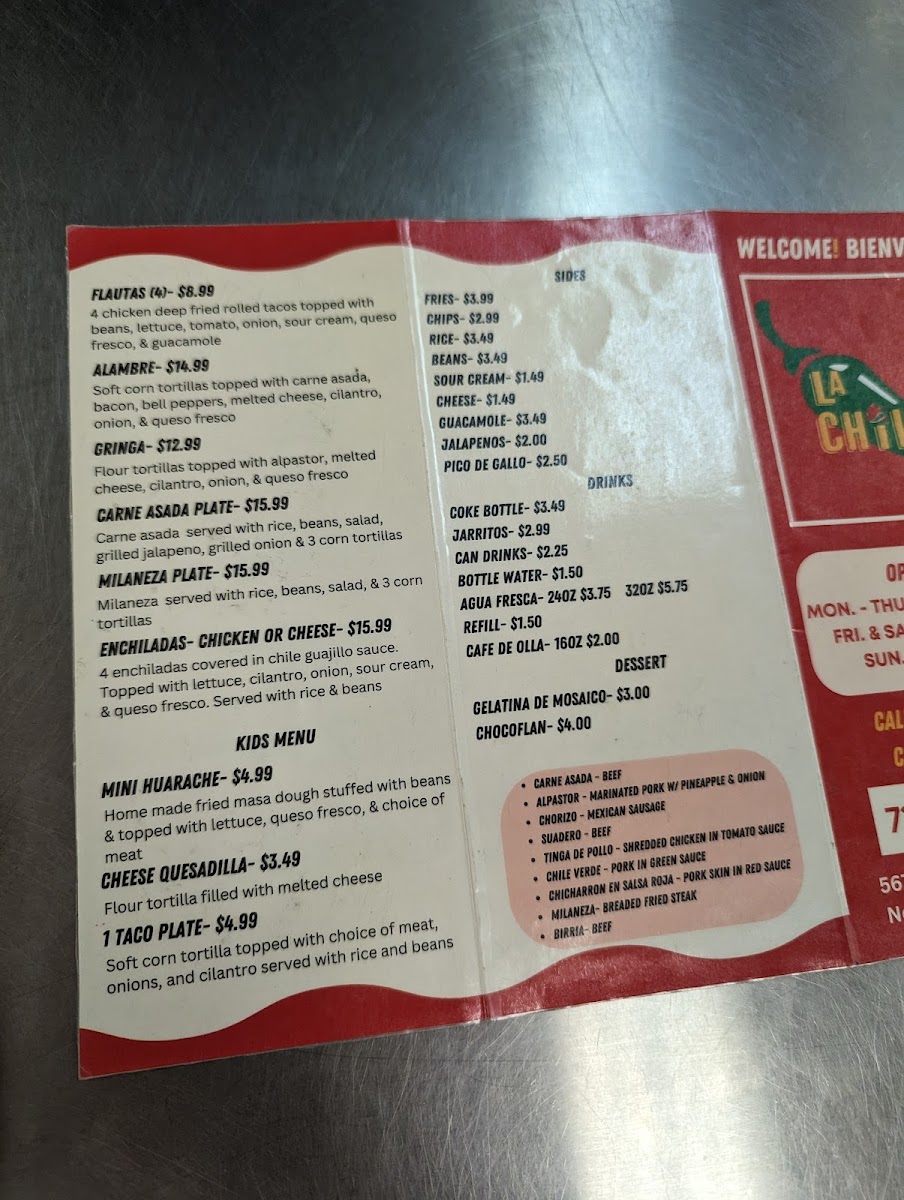 FLAUTAS (4)- $8.99
4 chicken deep fried rolled tacos topped with
beans, lettuce, tomato, onion, sour cream, queso
fresco, & guacamole
ALAMBRE- $14.99
Soft corn tortillas topped with carne asada,
bacon, bell peppers, melted cheese, cilantro,
onion, & queso fresco
GRINGA- $12.99
Flour tortillas topped with alpastor, melted
cheese, cilantro, onion, & queso fresco
CARNE ASADA PLATE- $15.99
Carne asada served with rice, beans, salad,
grilled jalapeno, grilled onion & 3 corn tortillas
MILANEZA PLATE- $15.99
Milaneza served with rice, beans, salad, & 3 corn
tortillas
ENCHILADAS- CHICKEN OR CHEESE- $15.99
4 enchiladas covered in chile guajillo sauce.
Topped with lettuce, cilantro, onion, sour cream,
& queso fresco. Served with rice & beans
KIDS MENU
MINI HUARACHE- $4.99
Home made fried masa dough stuffed with beans
& topped with lettuce, queso fresco, & choice of
meat
CHEESE QUESADILLA- $3.49
Flour tortilla filled with melted cheese
1 TACO PLATE- $4.99
Soft corn tortilla topped with choice of meat,
onions, and cilantro served with rice and beans
SIDES
FRIES- $3.99
CHIPS- $2.99
RICE- $3.49
BEANS- $3.49
SOUR CREAM- $1.49
CHEESE- $1.49
GUACAMOLE- $3.49
JALAPENOS- $2.00
PICO DE GALLO- $2.50
DRINKS
COKE BOTTLE- $3.49
JARRITOS- $2.99
CAN DRINKS- $2.25
BOTTLE WATER- $1.50
AGUA FRESCA- 24OZ $3.75 32OZ $5.75
REFILL- $1.50
CAFE DE OLLA- 16OZ $2.00
DESSERT
GELATINA DE MOSAICO- $3.00
CHOCOFLAN- $4.00
• CARNE ASADA - BEEF
• ALPASTOR - MARINATED PORK W/ PINEAPPLE & ONION
• CHORIZO - MEXICAN SAUSAGE
• SUADERO - BEEF
• TINGA DE POLLO - SHREDDED CHICKEN IN TOMATO SAUCE
• CHILE VERDE - PORK IN GREEN SAUCE
• CHICHARRON EN SALSA ROJA - PORK SKIN IN RED SAUCE
• MILANEZA- BREADED FRIED STEAK
• BIRRIA- BEEF
WELCOME! BIENV
LA
CHIL
OP
MON. - THU
FRI. & SA
SUN.
CAL
C
7
567
N